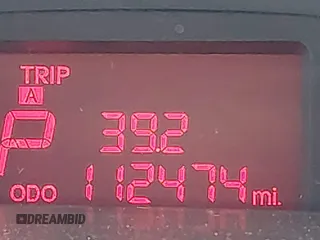 TRIP
A
P 39.2
ODO 112474 mi.
DREAMBID